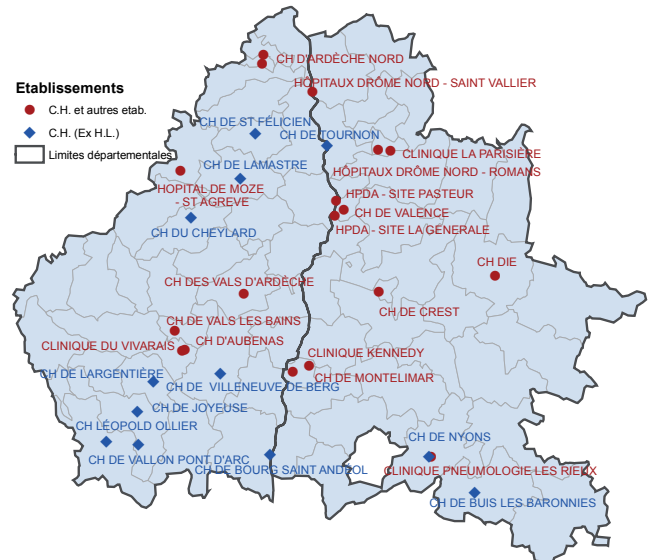 CH D'ARDÈCHE NORD
Etablissements
C.H. et autres etab.
C.H. (Ex H.L.)
Limites départementales
HÔPITAUX DRÔME NORD - SAINT VALLIER
CH DE ST FÉLICIEN
CH DE TOURNON
CLINIQUE LA PARISIÈRE
CH DE LAMASTRE
HÔPITAUX DRÔME NORD - ROMANS
HOPITAL DE MOZE
- ST AGREVE
HPDA - SITE PASTEUR
CH DE VALENCE
CH DU CHEYLARD
HPDA - SITE LA GENERALE
CH DIE
CH DES VALS D'ARDÈCHE
CH DE CREST
CH DE VALS LES BAINS
CLINIQUE DU VIVARAIS
CH D'AUBENAS
CLINIQUE KENNEDY
CH DE LARGENTIÈRE
CH DE VILLENEUVE DE BERG
CH DE MONTELIMAR
CH DE JOYEUSE
CH LÉOPOLD OLLIER
CH DE NYONS
CH DE VALLON PONT D'ARC
CH DE BOURG SAINT ANDÉOL
CLINIQUE PNEUMOLOGIE LES RIEUX
CH DE BUIS LES BARONNIES